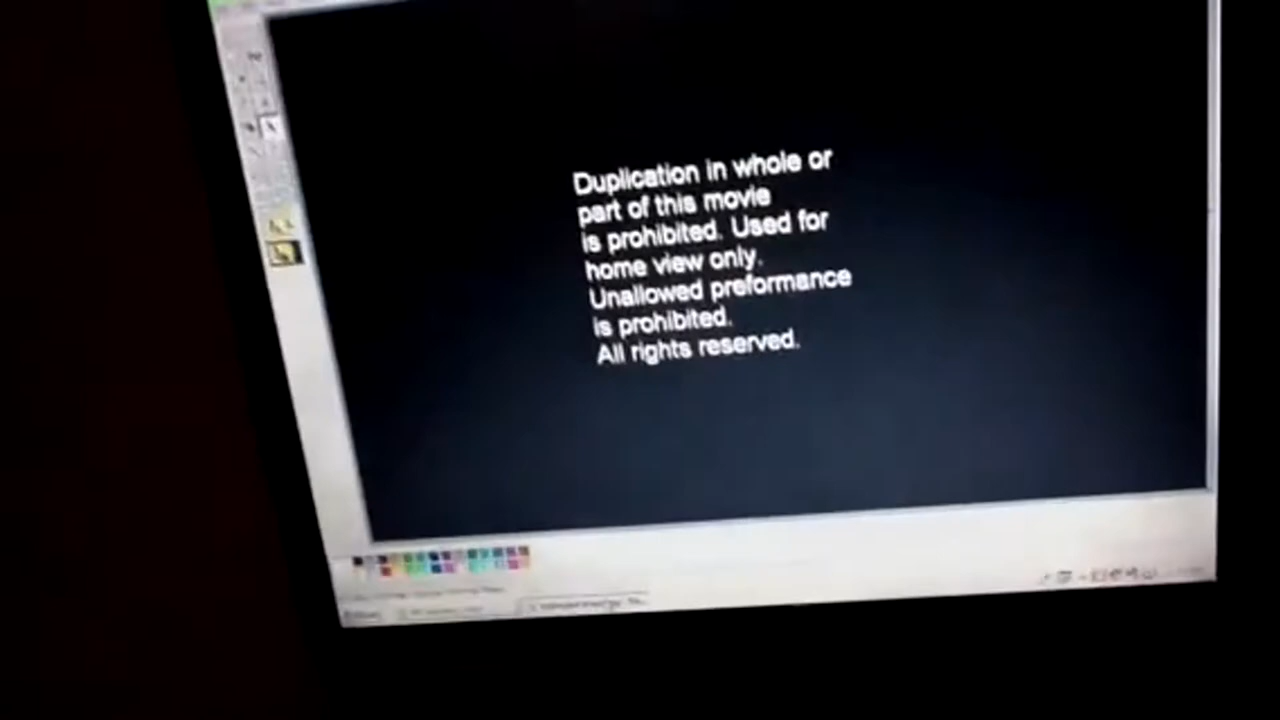 Duplication in whole or
part of this movie
is prohibited. Used for
home view only.
Unallowed preformance
is prohibited.
All rights reserved.